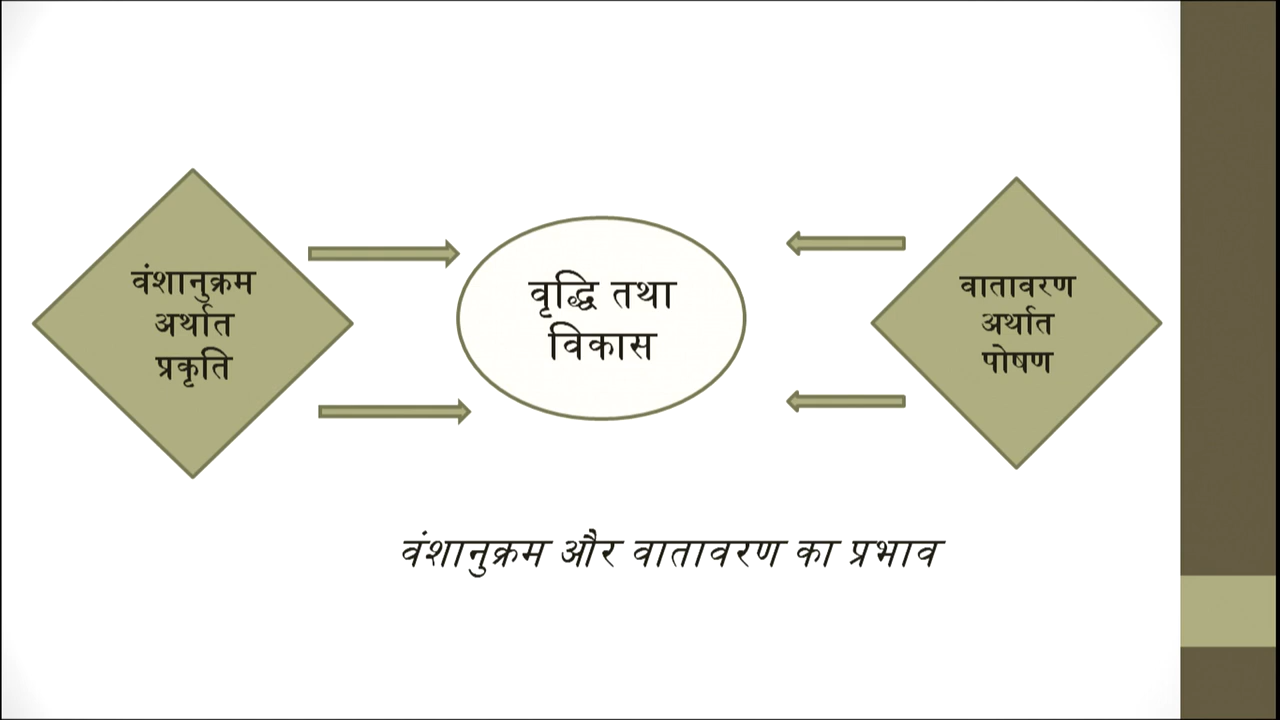 वंशानुक्रम
अर्थात
प्रकृति
वृद्धि तथा
विकास
वातावरण
अर्थात
पोषण
वंशानुक्रम और वातावरण का प्रभाव